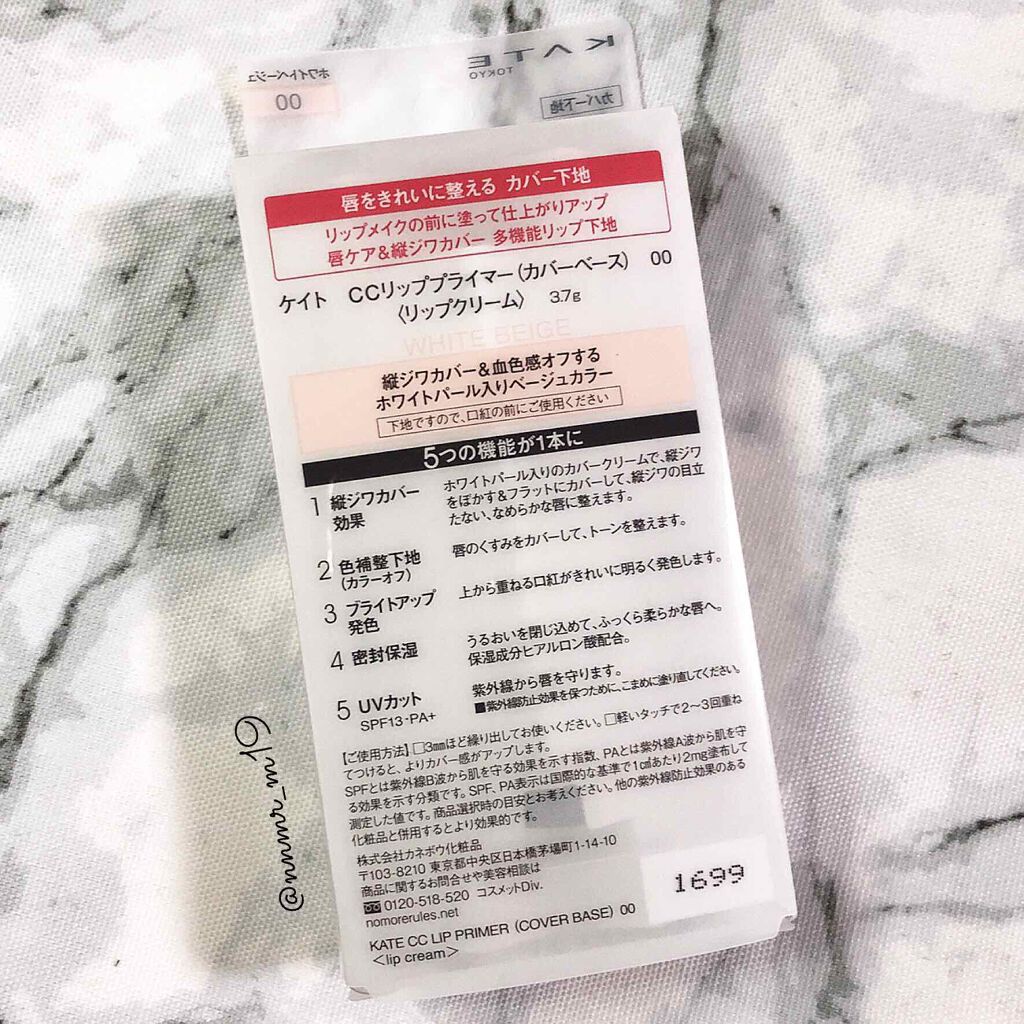 KATE
TOKYO
ホワイトベージュ
00
カバー下地
唇をきれいに整える カバー下地
リップメイクの前に塗って仕上がりアップ
唇ケア&縦ジワカバー 多機能リップ下地
ケイト CCリッププライマー(カバーベース) 00
〈リップクリーム〉 3.7g
WHITE BEIGE
縦ジワカバー&血色感オフする
ホワイトパール入りベージュカラー
下地ですので、口紅の前にご使用ください
5つの機能が1本に
1 縦ジワカバー効果
ホワイトパール入りのカバークリームで、縦ジワ
をぼかす&フラットにカバーして、縦ジワの目立
たない、なめらかな唇に整えます。
2 色補整下地
(カラーオフ)
唇のくすみをカバーして、トーンを整えます。
3 ブライトアップ
発色
上から重ねる口紅がきれいに明るく発色します。
4 密封保湿
うるおいを閉じ込めて、ふっくら柔らかな唇へ。
保湿成分ヒアルロン酸配合。
5 UVカット
SPF13・PA+
紫外線から唇を守ります。
■紫外線防止効果を保つために、こまめに塗り直してください。
【ご使用方法】□3mmほど繰り出してお使いください。□軽いタッチで2〜3回重ね
てつけると、よりカバー感がアップします。
SPFとは紫外線B波から肌を守る効果を示す指数、PAとは紫外線A波から肌を守
る効果を示す分類です。SPF、PA表示は国際的な基準で1c㎡あたり2mg塗布して
測定した値です。商品選択時の目安とお考えください。他の紫外線防止効果のある
化粧品と併用するとより効果的です。
株式会社カネボウ化粧品
〒103-8210 東京都中央区日本橋茅場町1-14-10
商品に関するお問合せや美容相談は
0120-518-520 コスメットDiv.
nomorerules.net
1699
KATE CC LIP PRIMER (COVER BASE) 00
<lip cream>
@nnmr_m19